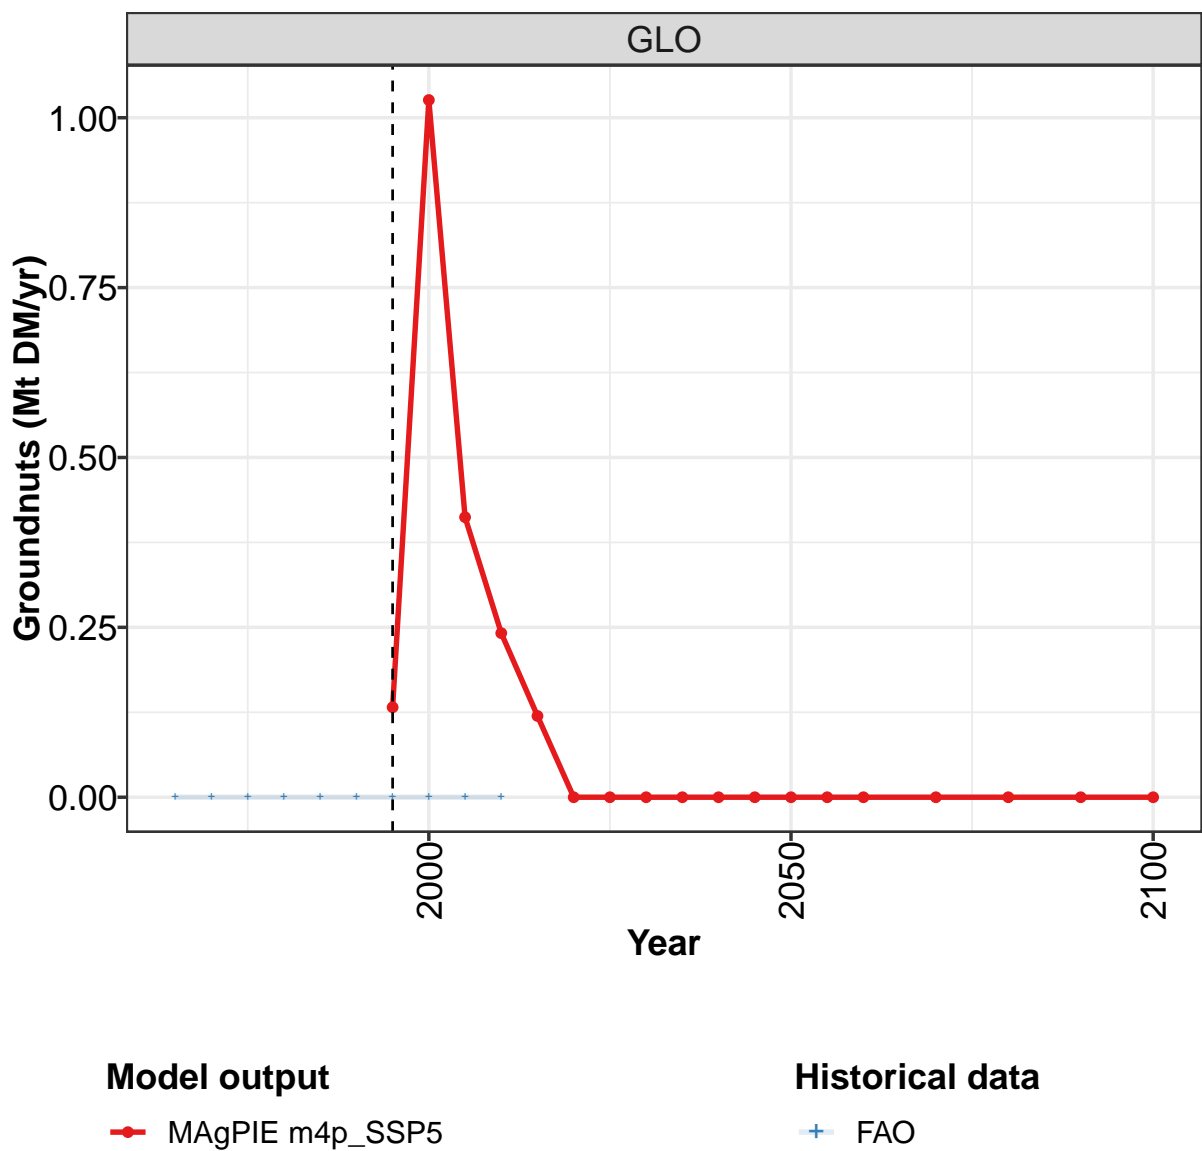 GLO
Groundnuts (Mt DM/yr)
1.00
0.75
0.50
0.25
0.00
2000
2050
2100
Year
Model output
MAgPIE m4p_SSP5
Historical data
FAO